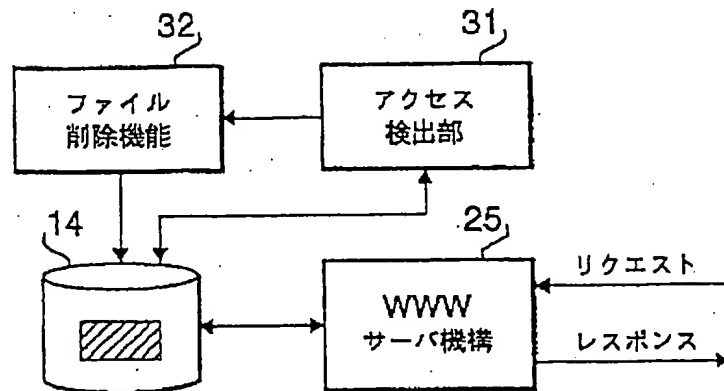 32
31
ファイル
削除機能
アクセス
検出部
14
25
WWW
サーバ機構
リクエスト
レスポンス